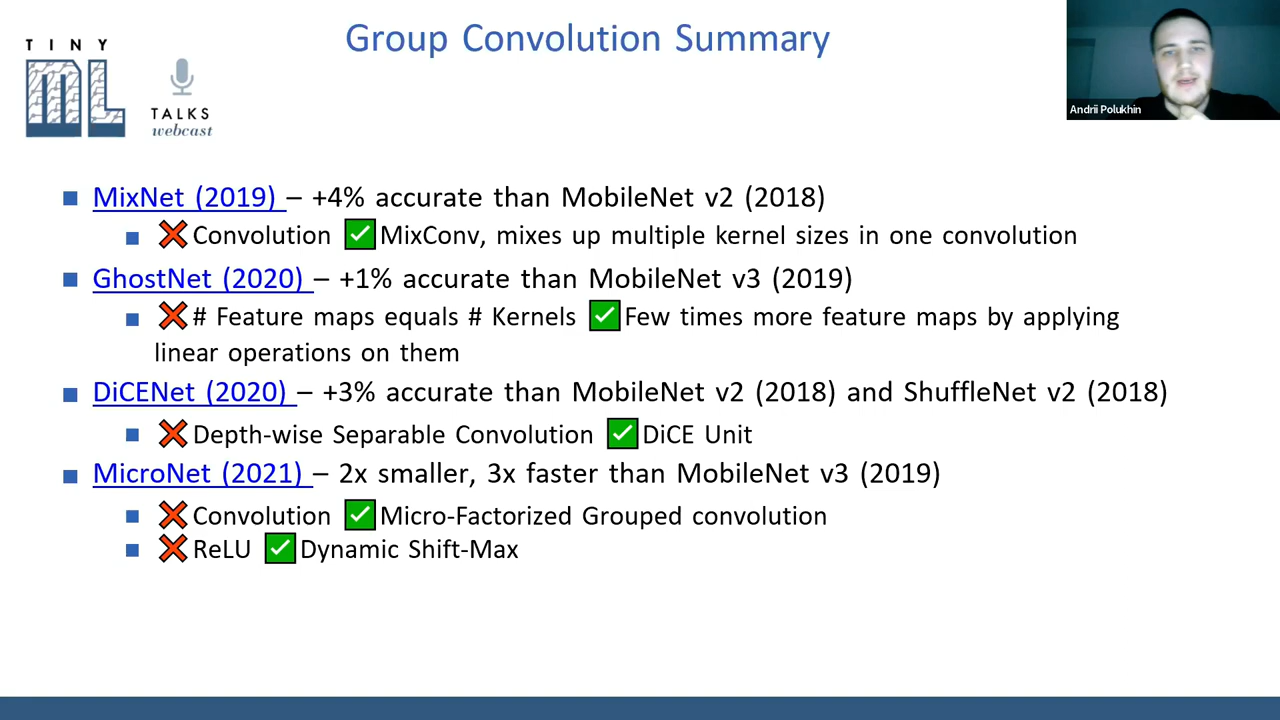 Group Convolution Summary
TINY
ML
TALKS
webcast
Andrii Polukhin
MixNet (2019) – +4% accurate than MobileNet v2 (2018)
❌ Convolution ✅ MixConv, mixes up multiple kernel sizes in one convolution
GhostNet (2020) – +1% accurate than MobileNet v3 (2019)
❌ # Feature maps equals # Kernels ✅ Few times more feature maps by applying
linear operations on them
DiCENet (2020) – +3% accurate than MobileNet v2 (2018) and ShuffleNet v2 (2018)
❌ Depth-wise Separable Convolution ✅ DiCE Unit
MicroNet (2021) – 2x smaller, 3x faster than MobileNet v3 (2019)
❌ Convolution ✅ Micro-Factorized Grouped convolution
❌ ReLU ✅ Dynamic Shift-Max